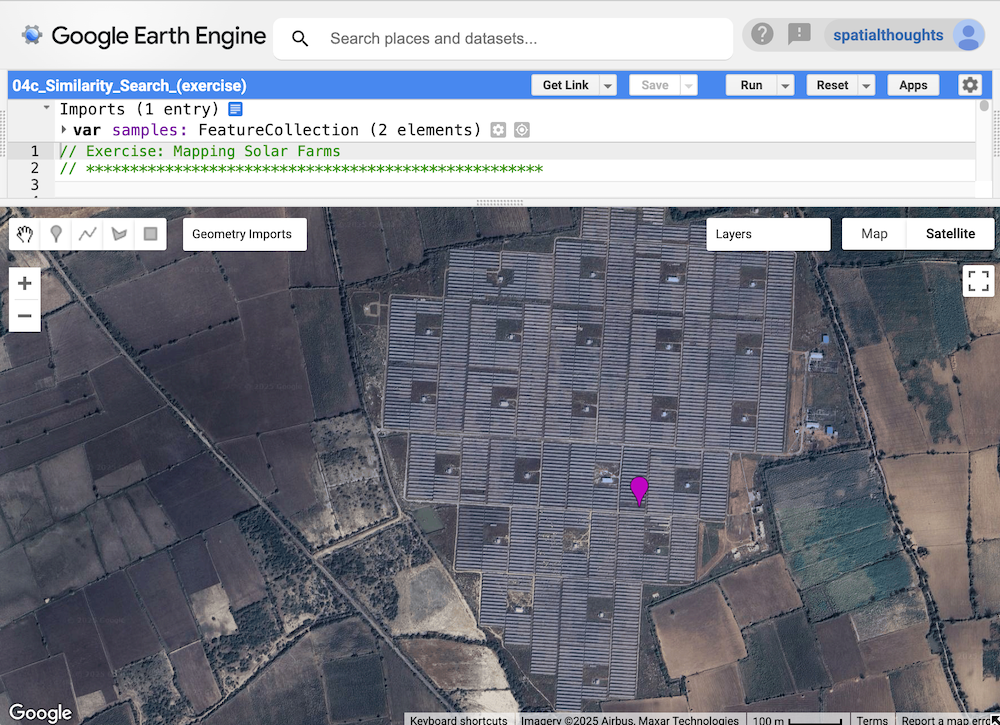 Google Earth Engine
Search places and datasets...
spatialthoughts
04c_Similarity_Search_(exercise)
Get Link
Save
Run
Reset
Apps
Imports (1 entry)
var samples: FeatureCollection (2 elements)
1 // Exercise: Mapping Solar Farms
2 // ****************************************************
3
Geometry Imports
Layers
Map
Satellite
Google
Keyboard shortcuts
Imagery ©2025 Airbus, Maxar Technologies
100 m
Terms
Report a map erro